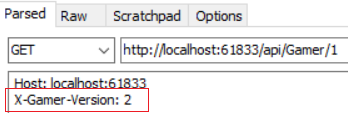 Parsed Raw Scratchpad Options
GET http://localhost:61833/api/Gamer/1
Host: localhost:61833
X-Gamer-Version: 2